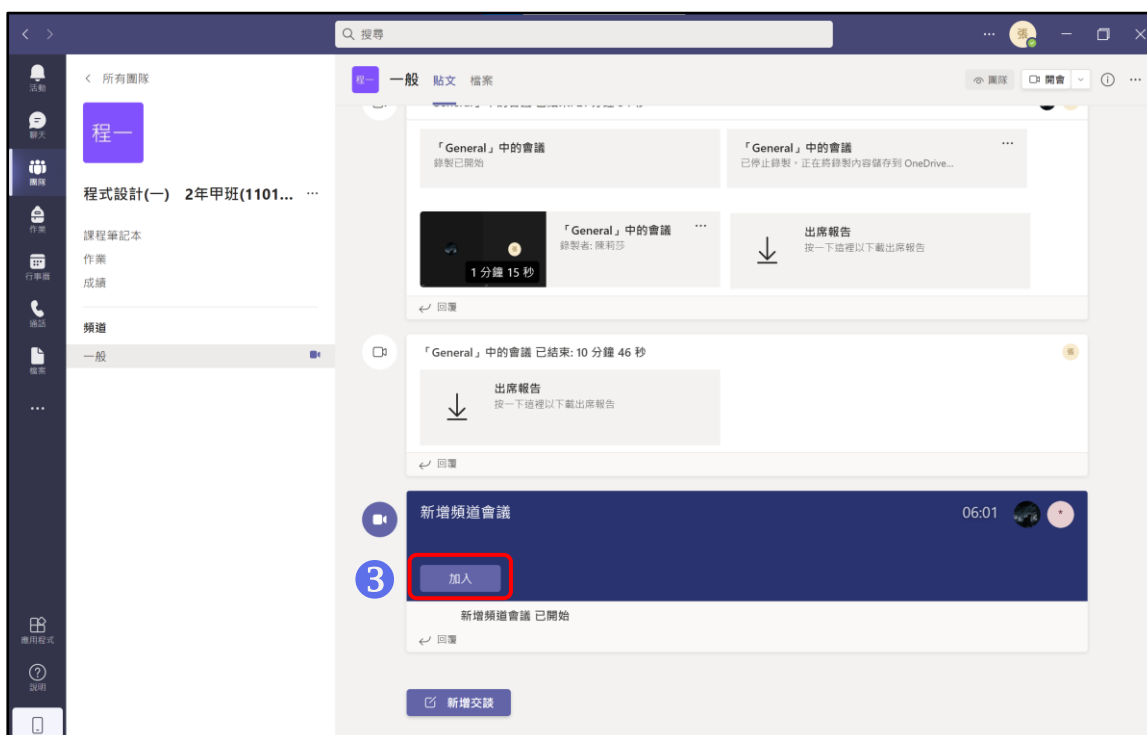 搜尋
張
活動
聊天
團隊
作業
行事曆
通話
檔案
應用程式
說明
所有團隊
程一
程式設計(一) 2年甲班(1101...
課程筆記本
作業
成績
頻道
一般
程一 一般 貼文 檔案
團隊 開會
「General」中的會議
錄製已開始
「General」中的會議
已停止錄製，正在將錄製內容儲存到 OneDrive...
1 分鐘 15 秒
「General」中的會議
錄製者: 陳莉莎
出席報告
按一下這裡以下載出席報告
回覆
「General」中的會議 已結束: 10 分鐘 46 秒
張
出席報告
按一下這裡以下載出席報告
回覆
新增頻道會議 06:01
3 加入
新增頻道會議 已開始
回覆
新增交談